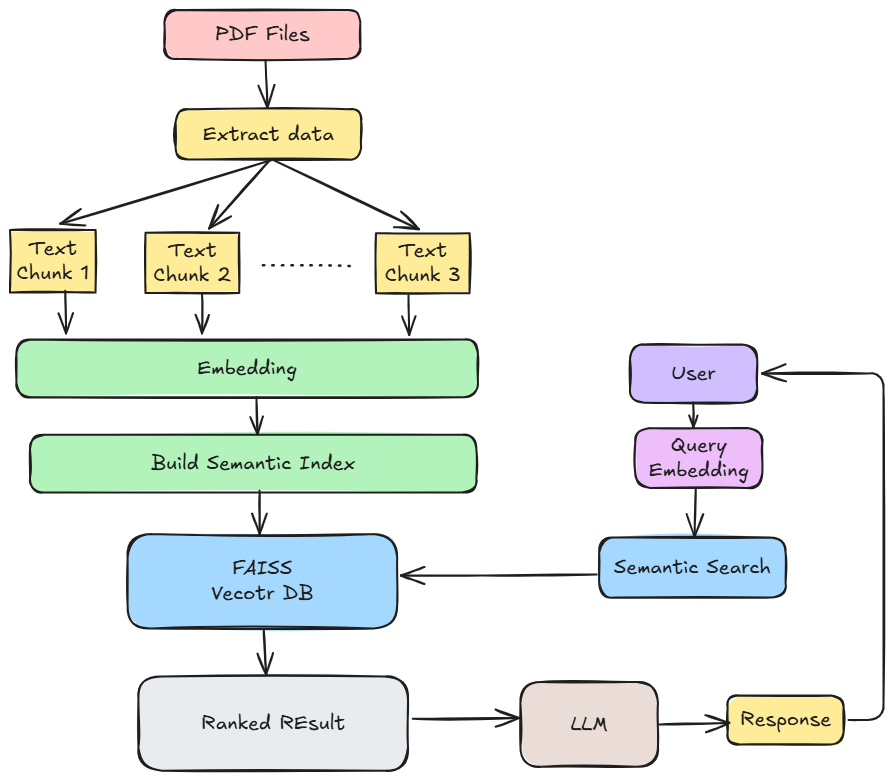 PDF Files
Extract data
Text
Chunk 1
Text
Chunk 2
Text
Chunk 3
Embedding
Build Semantic Index
FAISS
Vecotr DB
Ranked REsult
User
Query
Embedding
Semantic Search
LLM
Response